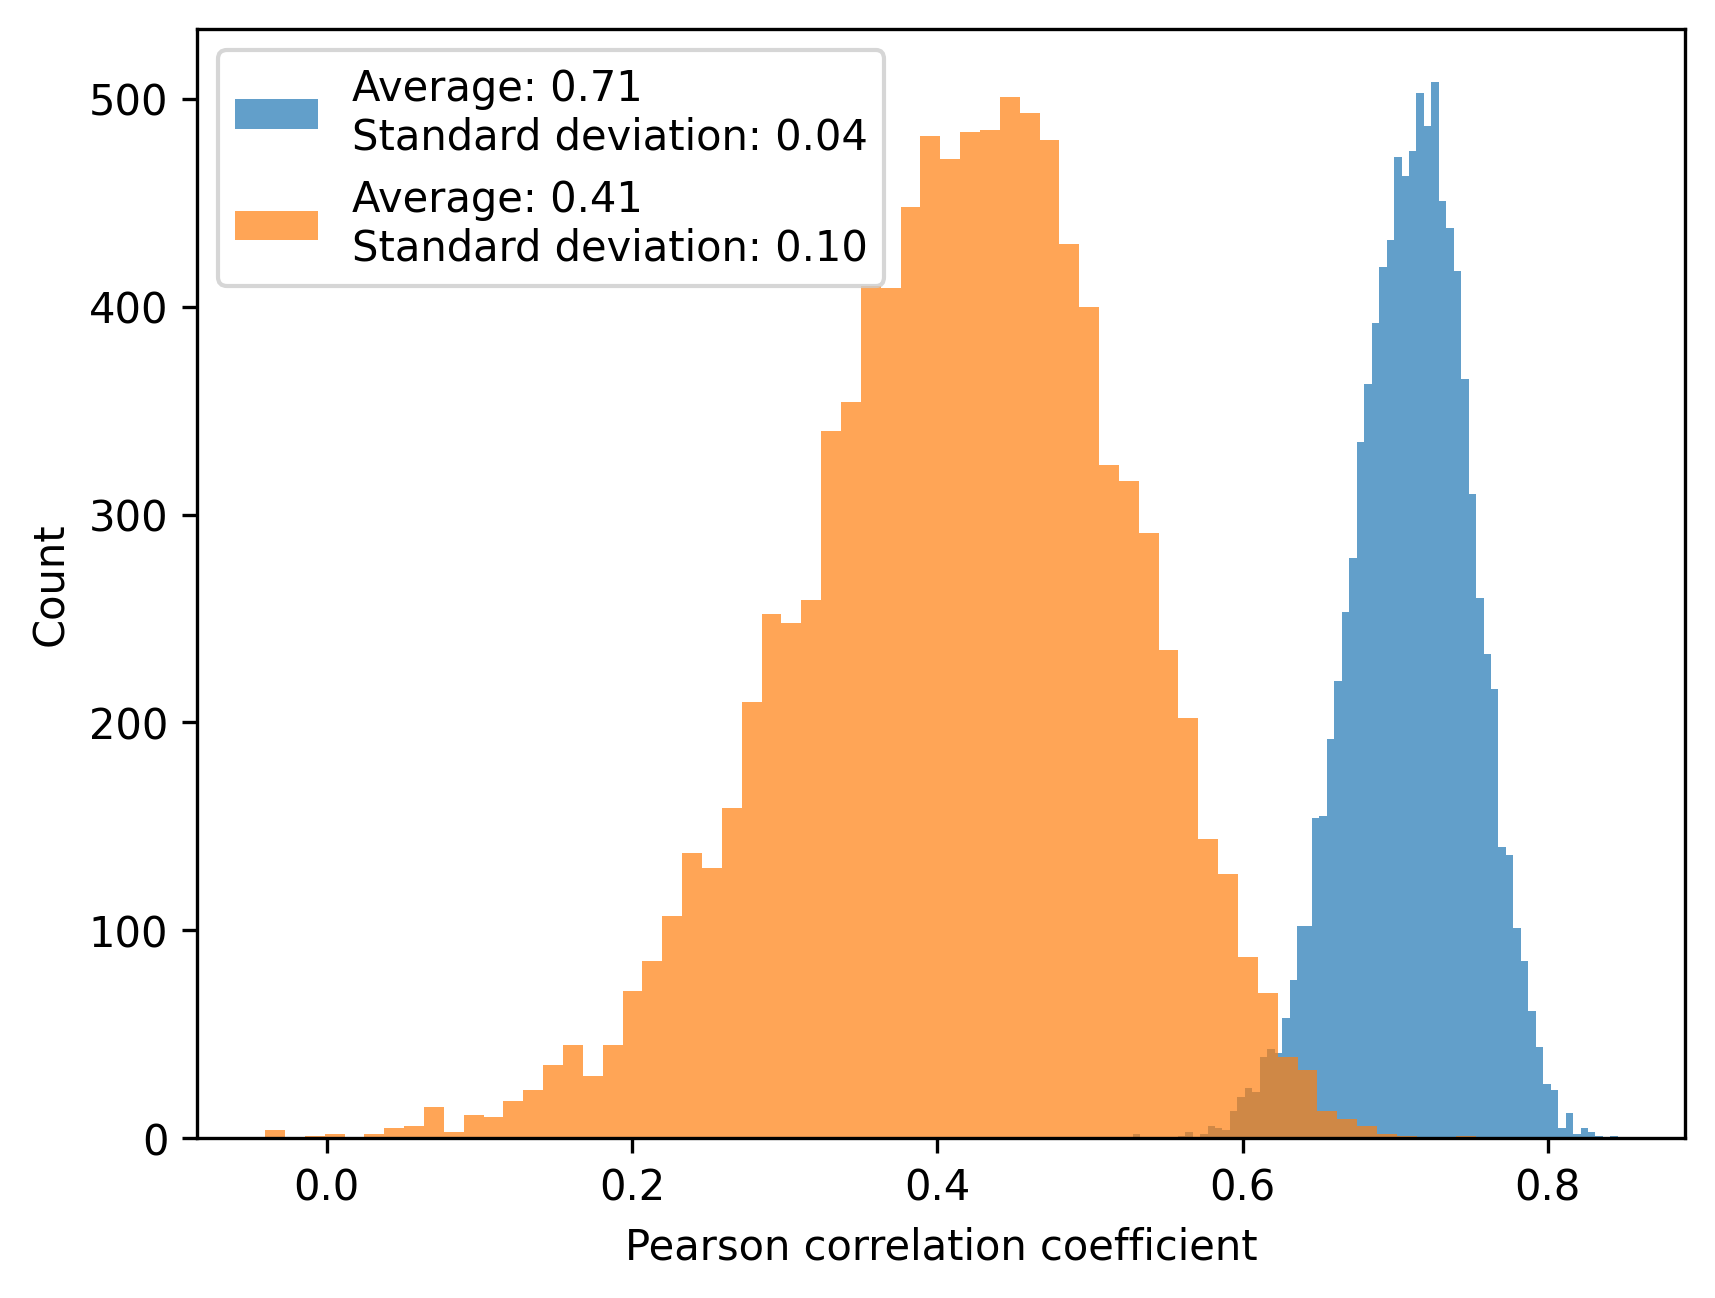 Average: 0.71
Standard deviation: 0.04
Average: 0.41
Standard deviation: 0.10
500
400
300
200
100
0
Count
0.0 0.2 0.4 0.6 0.8
Pearson correlation coefficient